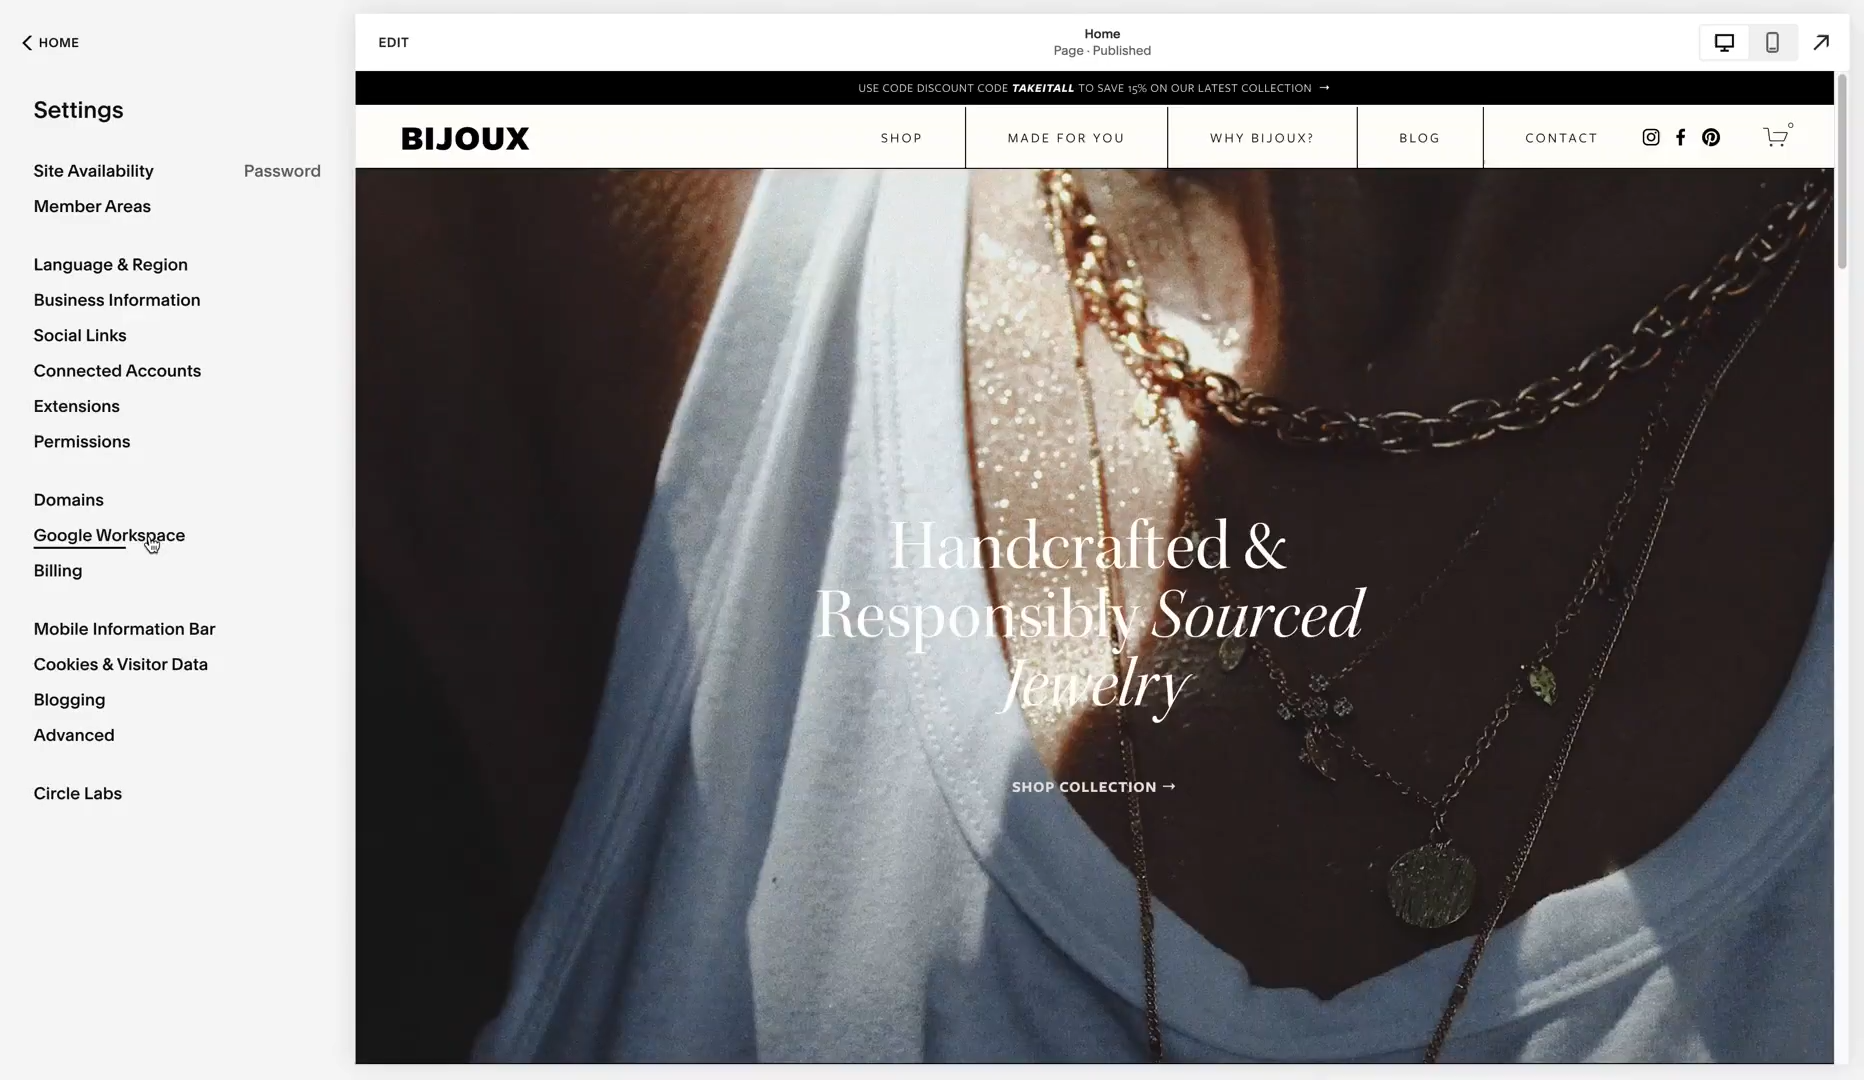 HOME
Settings
Site Availability Password
Member Areas
Language & Region
Business Information
Social Links
Connected Accounts
Extensions
Permissions
Domains
Google Workspace
Billing
Mobile Information Bar
Cookies & Visitor Data
Blogging
Advanced
Circle Labs
EDIT
Home
Page · Published
USE CODE DISCOUNT CODE TAKEITALL TO SAVE 15% ON OUR LATEST COLLECTION →
BIJOUX
SHOP
MADE FOR YOU
WHY BIJOUX?
BLOG
CONTACT
0
Handcrafted &
Responsibly Sourced
Jewelry
SHOP COLLECTION →